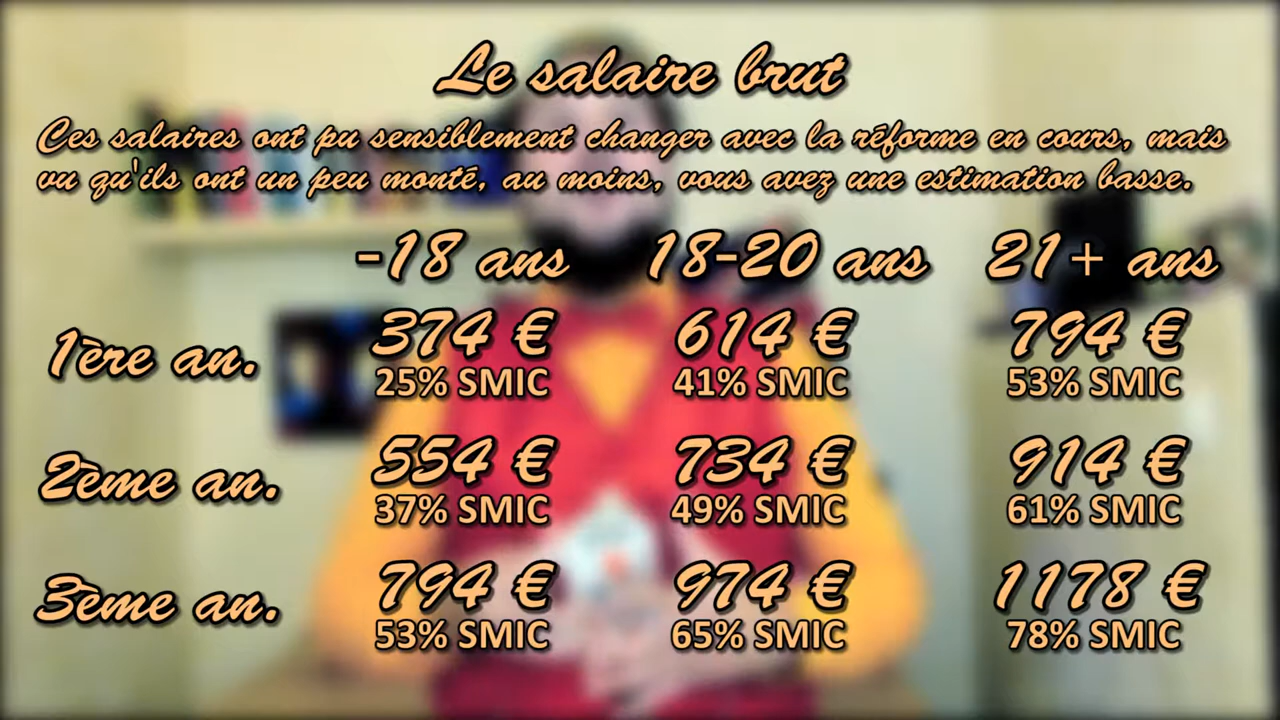 Le salaire brut
Ces salaires ont pu sensiblement changer avec la réforme en cours, mais
vu qu'ils ont un peu monté, au moins, vous avez une estimation basse.
-18 ans 18-20 ans 21+ ans
1ère an. 374 € 614 € 794 €
25% SMIC 41% SMIC 53% SMIC
2ème an. 554 € 734 € 914 €
37% SMIC 49% SMIC 61% SMIC
3ème an. 794 € 974 € 1178 €
53% SMIC 65% SMIC 78% SMIC